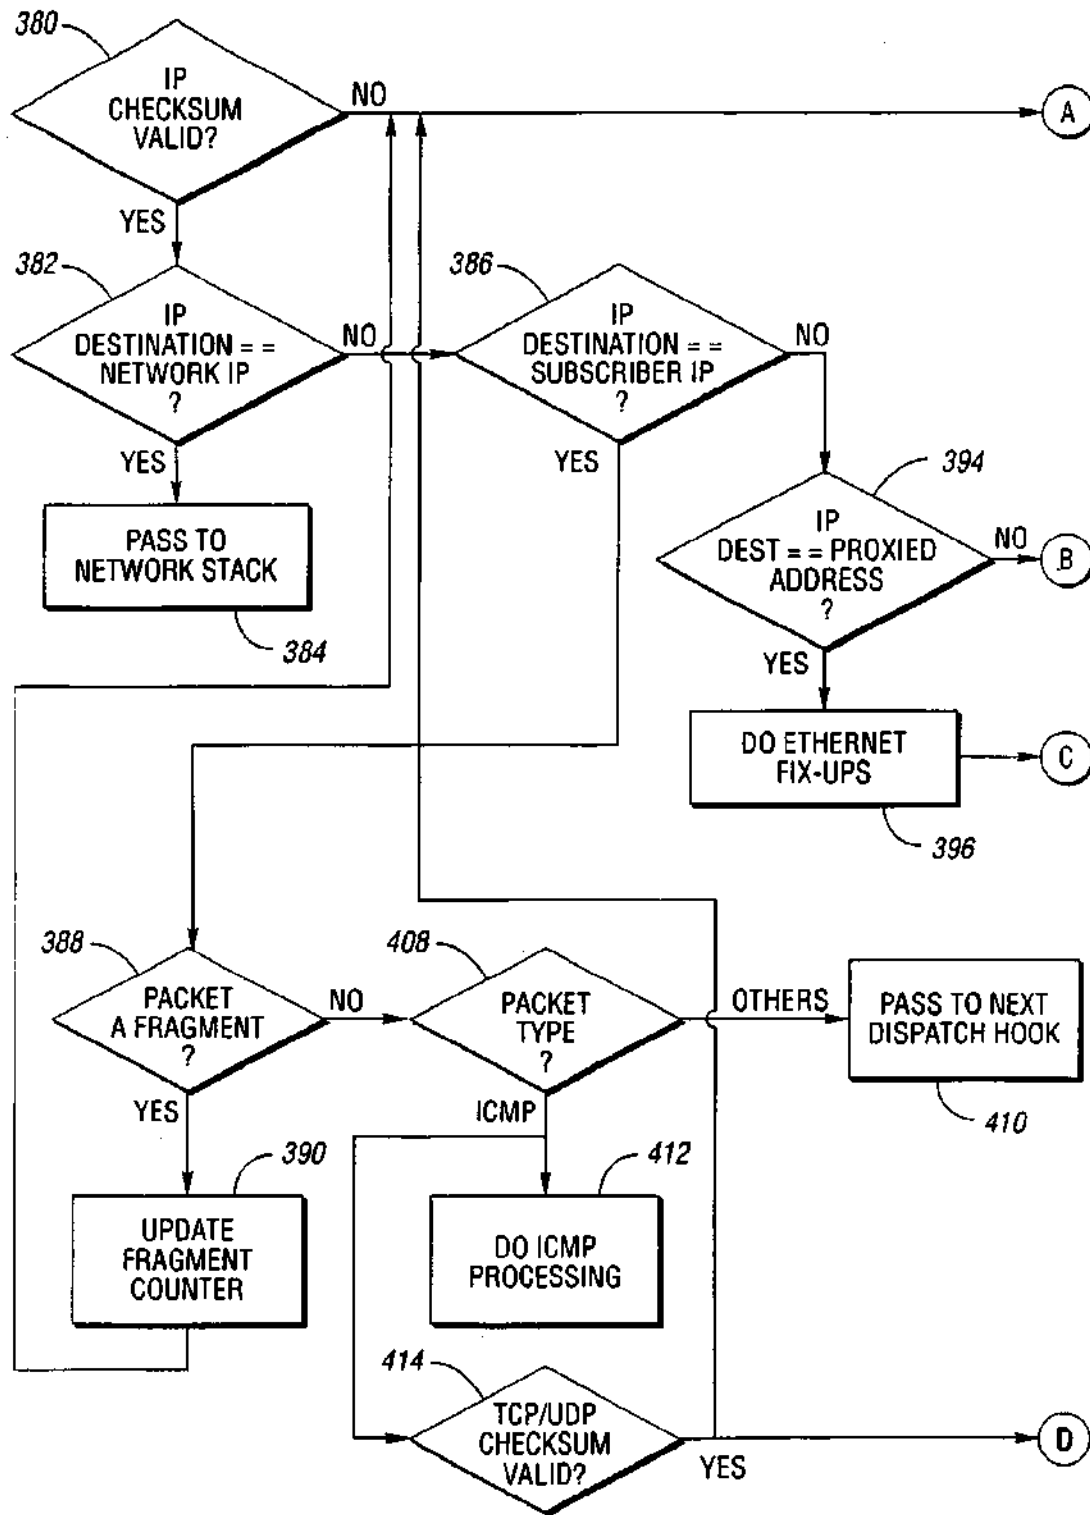 380
IP
CHECKSUM
VALID?
NO
A
YES
382
IP
DESTINATION = =
NETWORK IP
?
NO
386
IP
DESTINATION = =
SUBSCRIBER IP
?
NO
YES
PASS TO
NETWORK STACK
384
YES
394
IP
DEST = = PROXIED
ADDRESS
?
NO
B
YES
DO ETHERNET
FIX-UPS
C
396
388
PACKET
A FRAGMENT
?
NO
408
PACKET
TYPE
?
OTHERS
PASS TO NEXT
DISPATCH HOOK
410
YES
ICMP
390
UPDATE
FRAGMENT
COUNTER
412
DO ICMP
PROCESSING
414
TCP/UDP
CHECKSUM
VALID?
YES
D